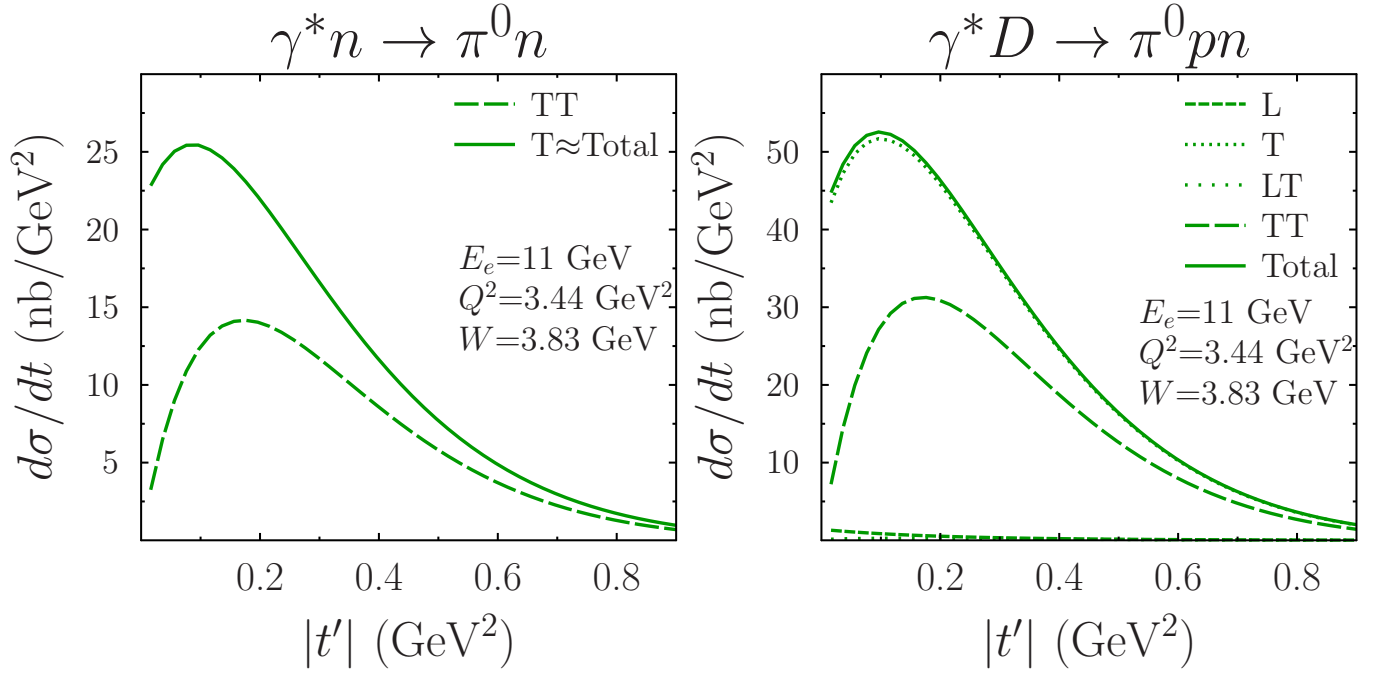 γ*n → π⁰n
dσ/dt (nb/GeV²)
25
20
15
10
5
TT
T≈Total
E_e=11 GeV
Q²=3.44 GeV²
W=3.83 GeV
0.2 0.4 0.6 0.8
|t′| (GeV²)
γ*D → π⁰pn
dσ/dt (nb/GeV²)
50
40
30
20
10
L
T
LT
TT
Total
E_e=11 GeV
Q²=3.44 GeV²
W=3.83 GeV
0.2 0.4 0.6 0.8
|t′| (GeV²)